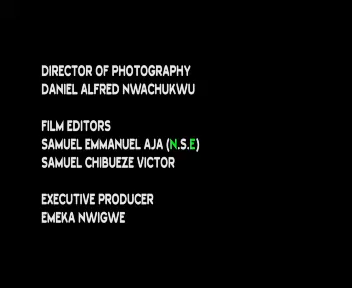 DIRECTOR OF PHOTOGRAPHY
DANIEL ALFRED NWACHUKWU
FILM EDITORS
SAMUEL EMMANUEL AJA (N.S.E)
SAMUEL CHIBUEZE VICTOR
EXECUTIVE PRODUCER
EMEKA NWIGWE